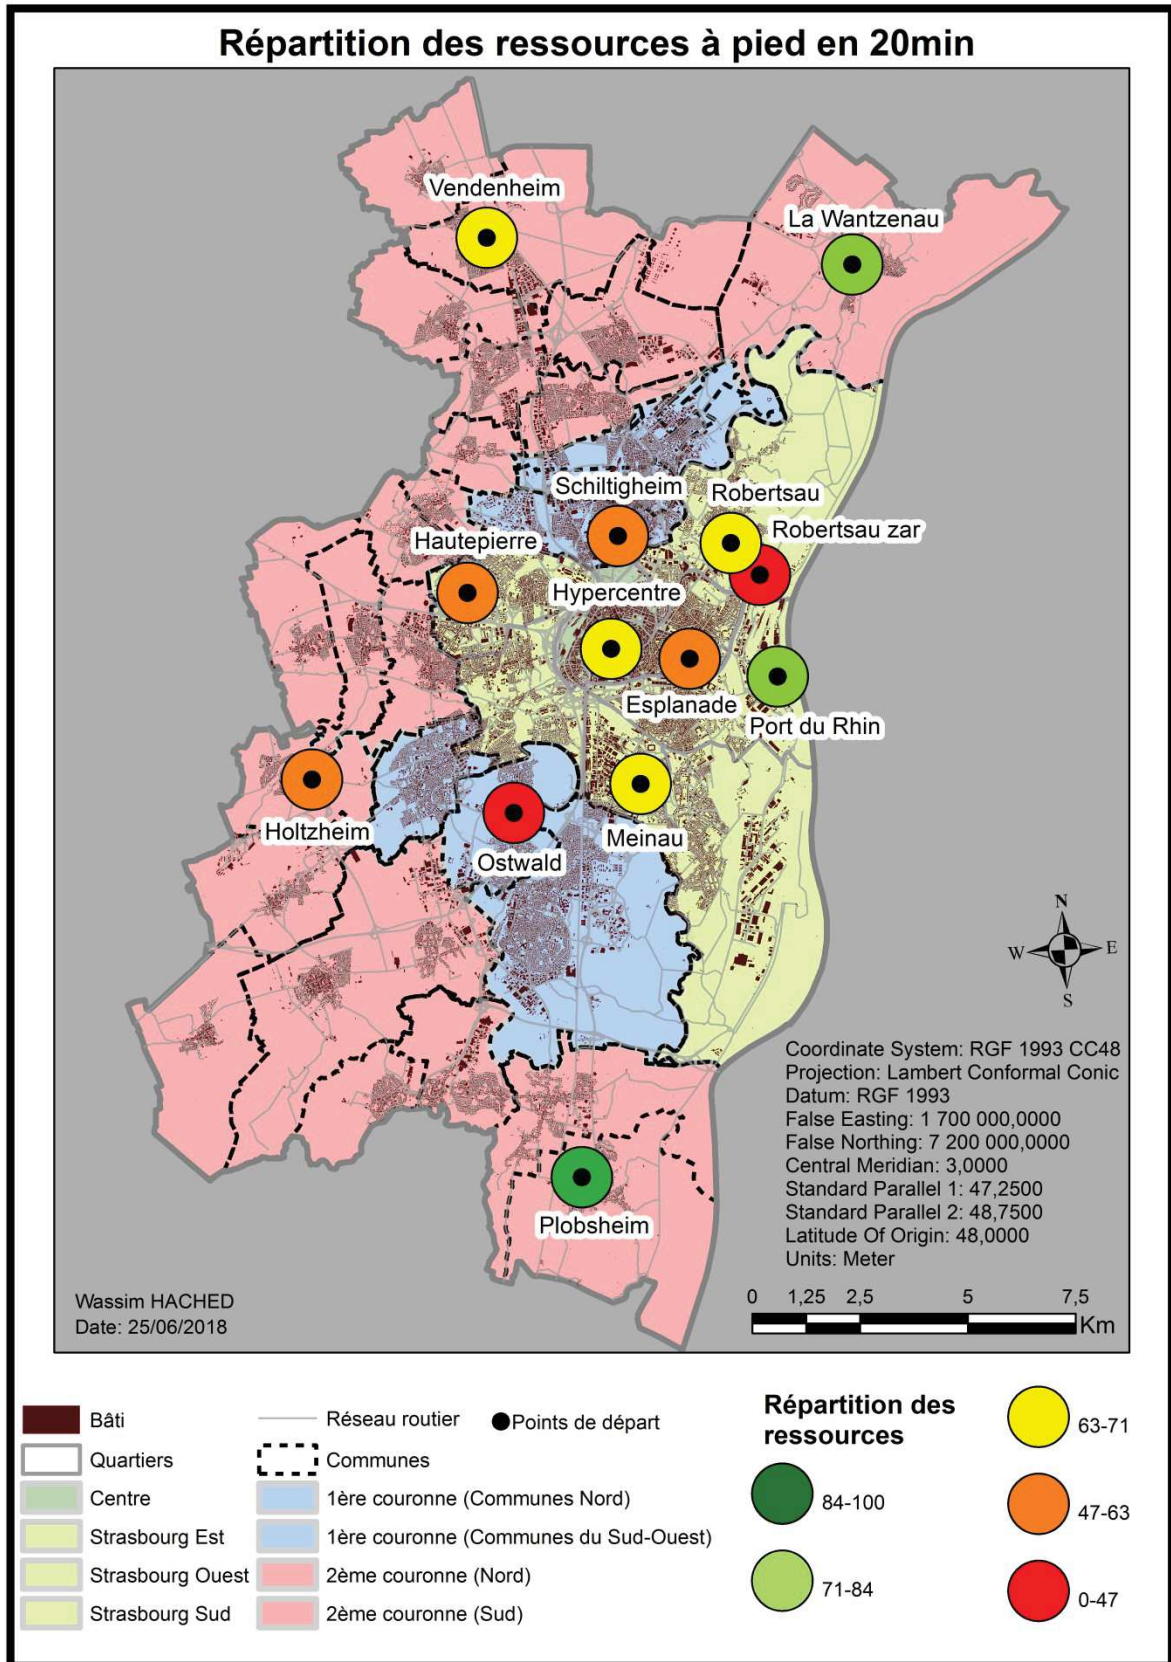 Répartition des ressources à pied en 20min
Vendenheim
La Wantzenau
Schiltigheim
Robertsau
Hautepierre
Robertsau zar
Hypercentre
Esplanade
Port du Rhin
Holtzheim
Ostwald
Meinau
Plobsheim
N
W E
S
Coordinate System: RGF 1993 CC48
Projection: Lambert Conformal Conic
Datum: RGF 1993
False Easting: 1 700 000,0000
False Northing: 7 200 000,0000
Central Meridian: 3,0000
Standard Parallel 1: 47,2500
Standard Parallel 2: 48,7500
Latitude Of Origin: 48,0000
Units: Meter
Wassim HACHED
Date: 25/06/2018
0 1,25 2,5 5 7,5
Km
Bâti
Quartiers
Centre
Strasbourg Est
Strasbourg Ouest
Strasbourg Sud
Réseau routier
Points de départ
Communes
1ère couronne (Communes Nord)
1ère couronne (Communes du Sud-Ouest)
2ème couronne (Nord)
2ème couronne (Sud)
Répartition des
ressources
84-100
71-84
63-71
47-63
0-47